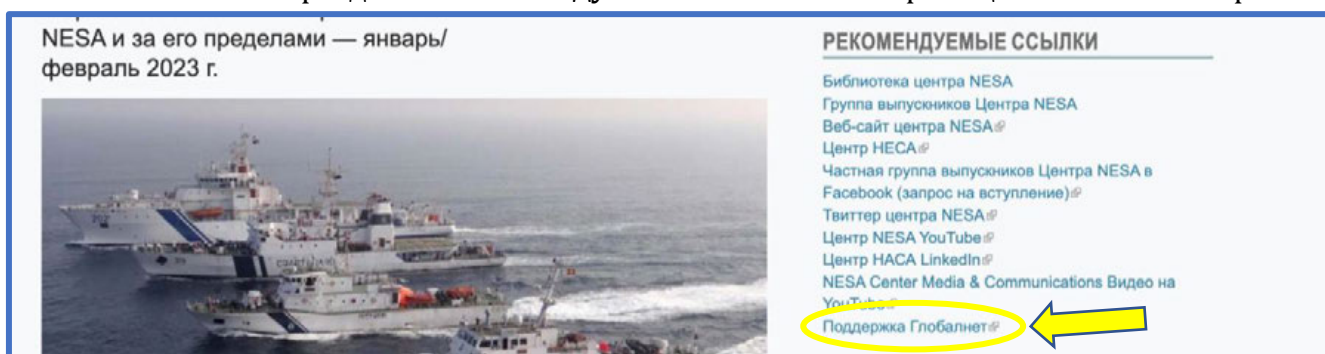 NESA и за его пределами — январь/
февраль 2023 г.
РЕКОМЕНДУЕМЫЕ ССЫЛКИ
Библиотека центра NESA
Группа выпускников Центра NESA
Веб-сайт центра NESA
Центр НЕСА
Частная группа выпускников Центра NESA в
Facebook (запрос на вступление)
Твиттер центра NESA
Центр NESA YouTube
Центр НАСА LinkedIn
NESA Center Media & Communications Видео на
YouTube
Поддержка Глобалнет